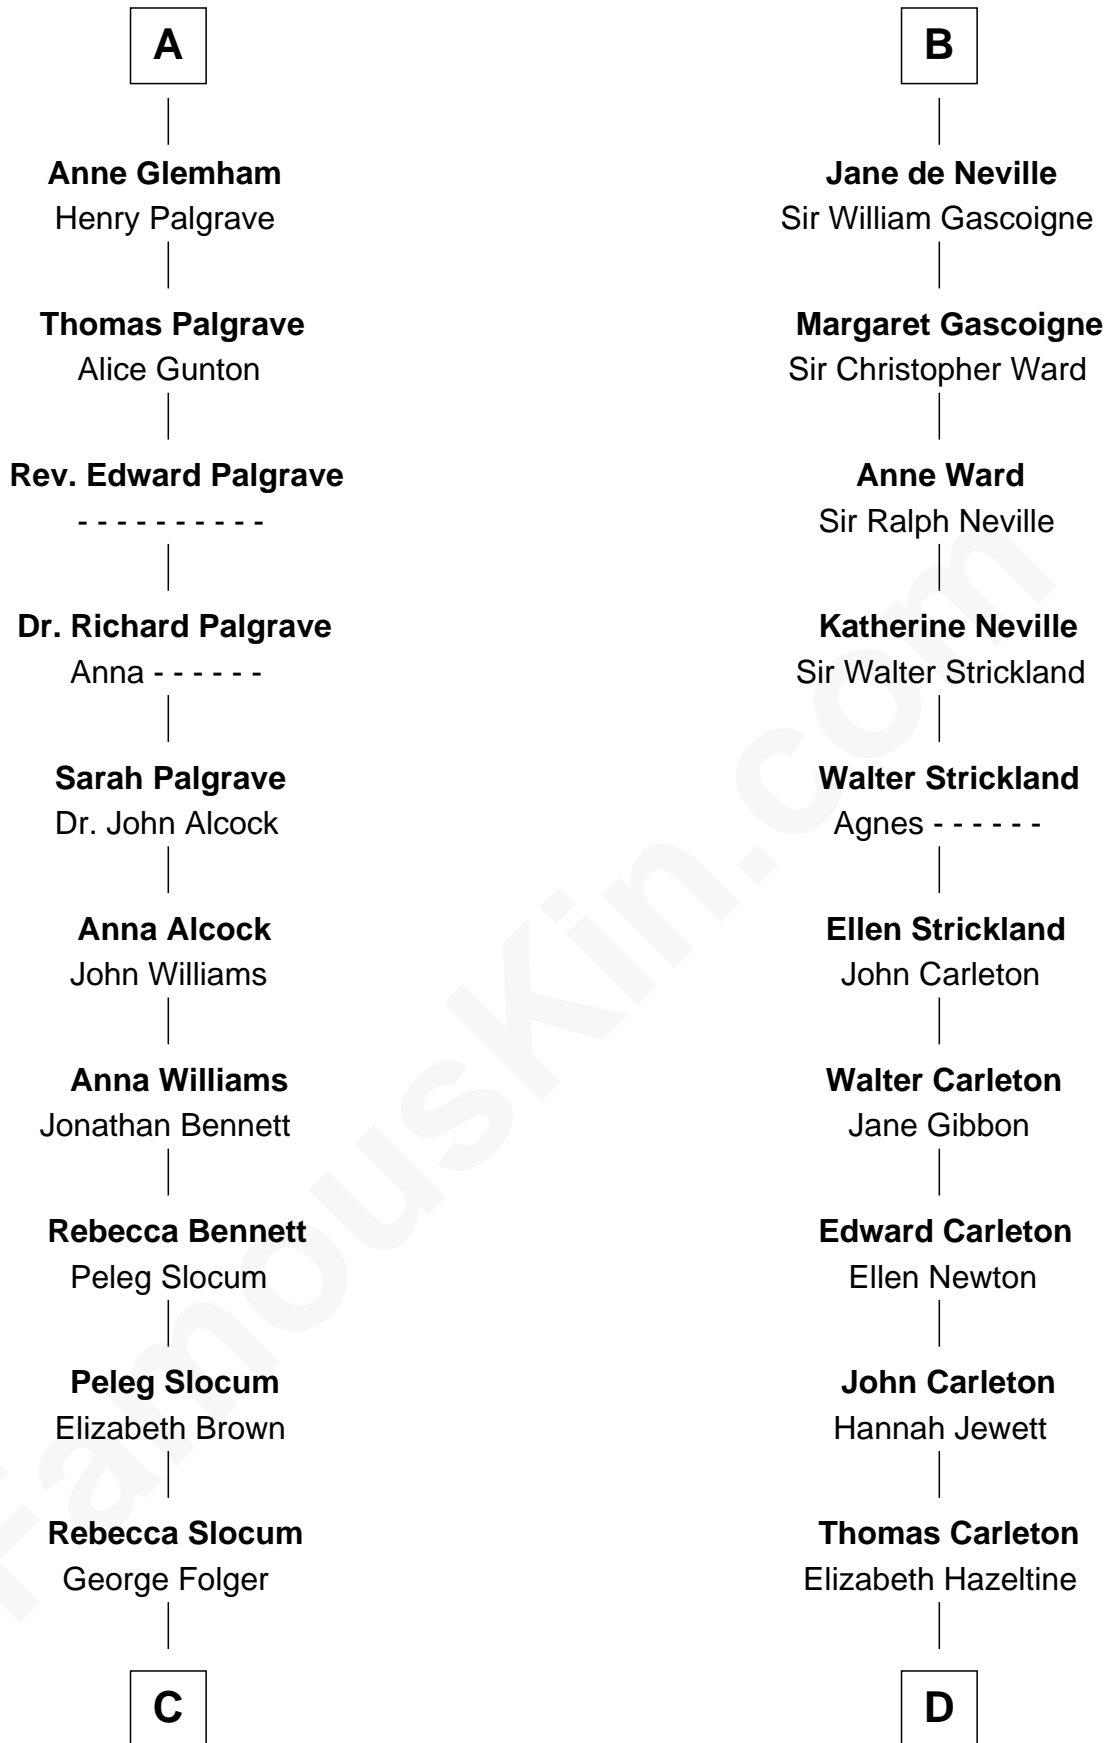 A
Anne Glemham
Henry Palgrave
Thomas Palgrave
Alice Gunton
Rev. Edward Palgrave
- - - - - - - - - -
Dr. Richard Palgrave
Anna - - - - - -
Sarah Palgrave
Dr. John Alcock
Anna Alcock
John Williams
Anna Williams
Jonathan Bennett
Rebecca Bennett
Peleg Slocum
Peleg Slocum
Elizabeth Brown
Rebecca Slocum
George Folger
C
B
Jane de Neville
Sir William Gascoigne
Margaret Gascoigne
Sir Christopher Ward
Anne Ward
Sir Ralph Neville
Katherine Neville
Sir Walter Strickland
Walter Strickland
Agnes - - - - - -
Ellen Strickland
John Carleton
Walter Carleton
Jane Gibbon
Edward Carleton
Ellen Newton
John Carleton
Hannah Jewett
Thomas Carleton
Elizabeth Hazeltine
D
FamousKin.com